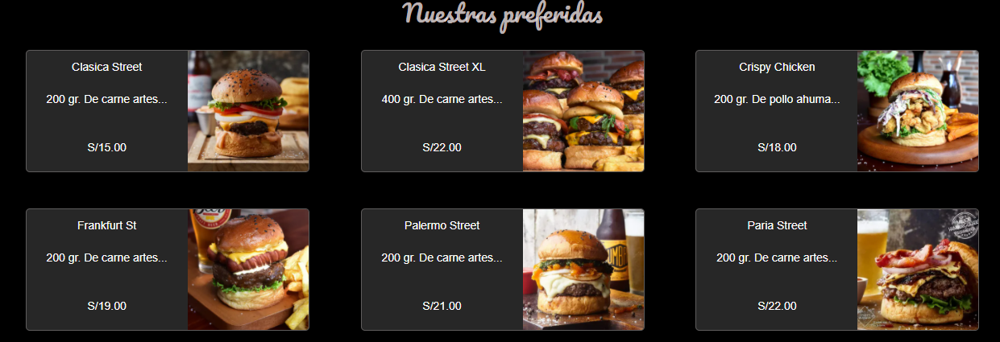 Nuestras preferidas
Clasica Street
200 gr. De carne artes...
S/15.00
Clasica Street XL
400 gr. De carne artes...
S/22.00
Crispy Chicken
200 gr. De pollo ahuma...
S/18.00
Frankfurt St
200 gr. De carne artes...
S/19.00
Palermo Street
200 gr. De carne artes...
S/21.00
Paria Street
200 gr. De carne artes...
S/22.00